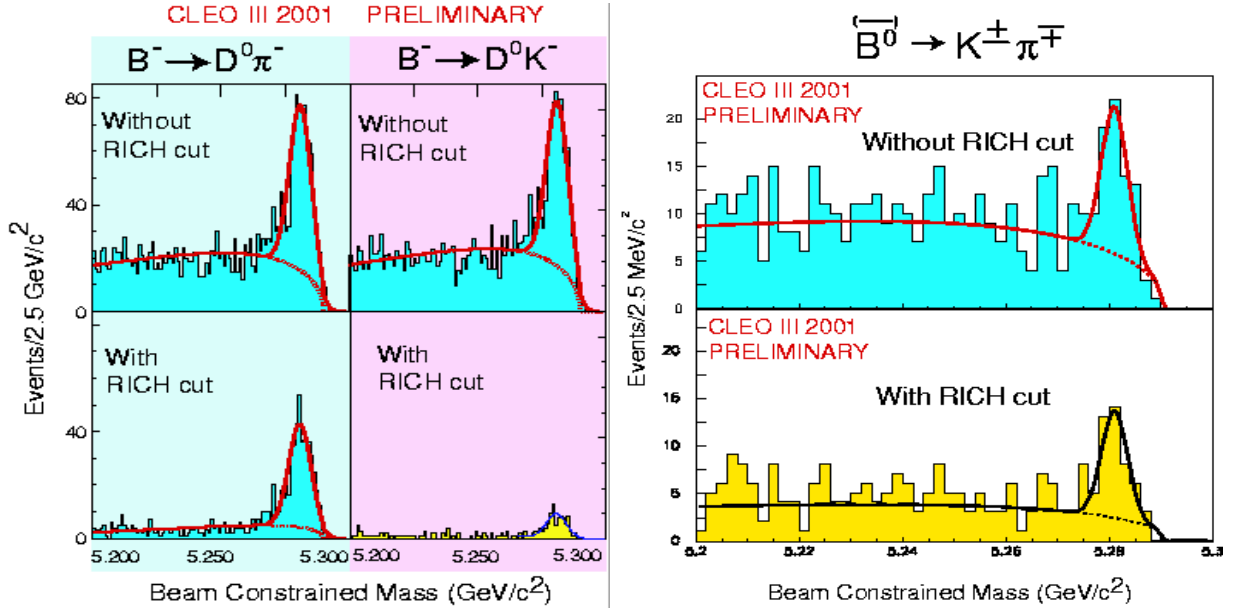 CLEO III 2001 PRELIMINARY
B⁻ → D⁰π⁻
B⁻ → D⁰K⁻
80
Without
RICH cut
Without
RICH cut
40
0
With
RICH cut
With
RICH cut
40
0
5.200 5.250 5.300 5.200 5.250 5.300
Events/2.5 GeV/c²
Beam Constrained Mass (GeV/c²)
(B⁰) → K± π∓
CLEO III 2001
PRELIMINARY
Without RICH cut
20
15
10
5
0
Events/2.5 MeV/c²
CLEO III 2001
PRELIMINARY
With RICH cut
20
15
10
5
0
5.2 5.22 5.24 5.26 5.28 5.3
Beam Constrained Mass (GeV/c²)